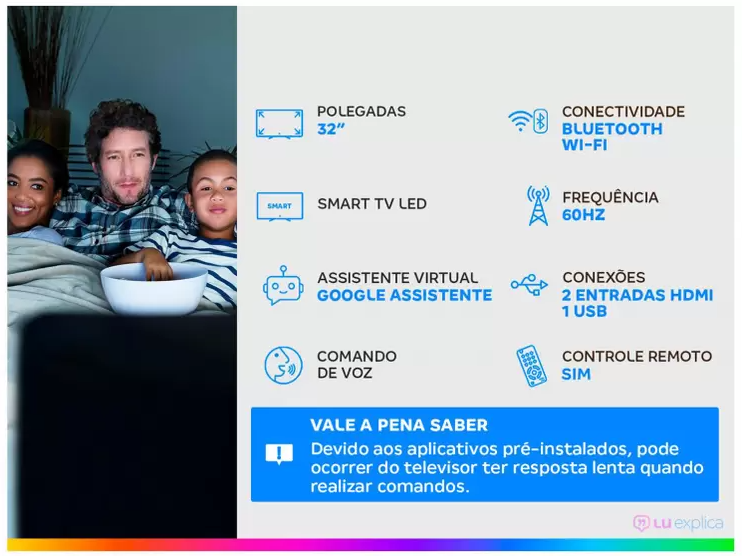 POLEGADAS
32”
CONECTIVIDADE
BLUETOOTH
WI-FI
SMART
SMART TV LED
FREQUÊNCIA
60HZ
ASSISTENTE VIRTUAL
GOOGLE ASSISTENTE
CONEXÕES
2 ENTRADAS HDMI
1 USB
COMANDO
DE VOZ
CONTROLE REMOTO
SIM
VALE A PENA SABER
Devido aos aplicativos pré-instalados, pode
ocorrer do televisor ter resposta lenta quando
realizar comandos.
LU explica